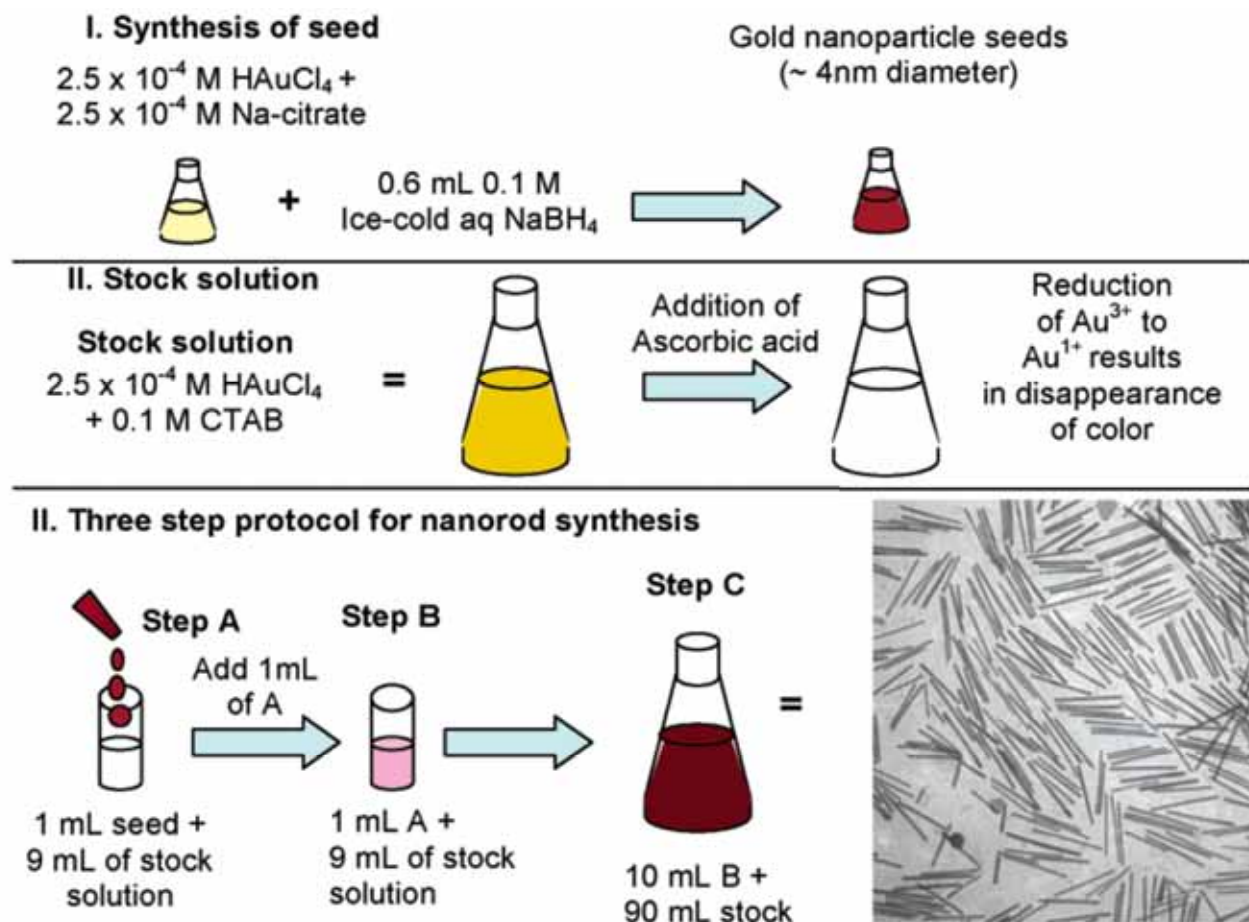 I. Synthesis of seed
2.5 x 10⁻⁴ M HAuCl₄ +
2.5 x 10⁻⁴ M Na-citrate
+
0.6 mL 0.1 M
Ice-cold aq NaBH₄
Gold nanoparticle seeds
(~ 4nm diameter)
II. Stock solution
Stock solution
2.5 x 10⁻⁴ M HAuCl₄
+ 0.1 M CTAB
=
Addition of
Ascorbic acid
Reduction
of Au³⁺ to
Au¹⁺ results
in disappearance
of color
II. Three step protocol for nanorod synthesis
Step A
1 mL seed +
9 mL of stock
solution
Add 1mL
of A
Step B
1 mL A +
9 mL of stock
solution
Step C
10 mL B +
90 mL stock
=